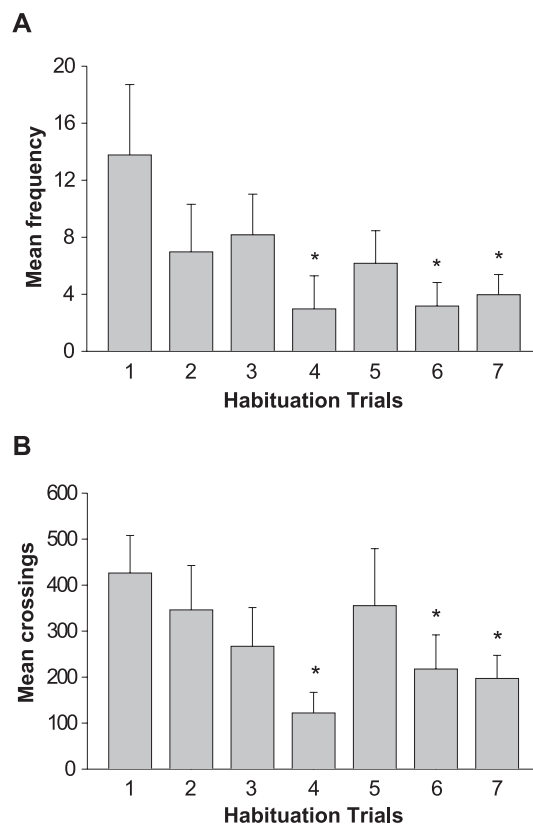 A
20
16
12
8
4
0
Mean frequency
* * *
1 2 3 4 5 6 7
Habituation Trials
B
600
500
400
300
200
100
0
Mean crossings
* * *
1 2 3 4 5 6 7
Habituation Trials